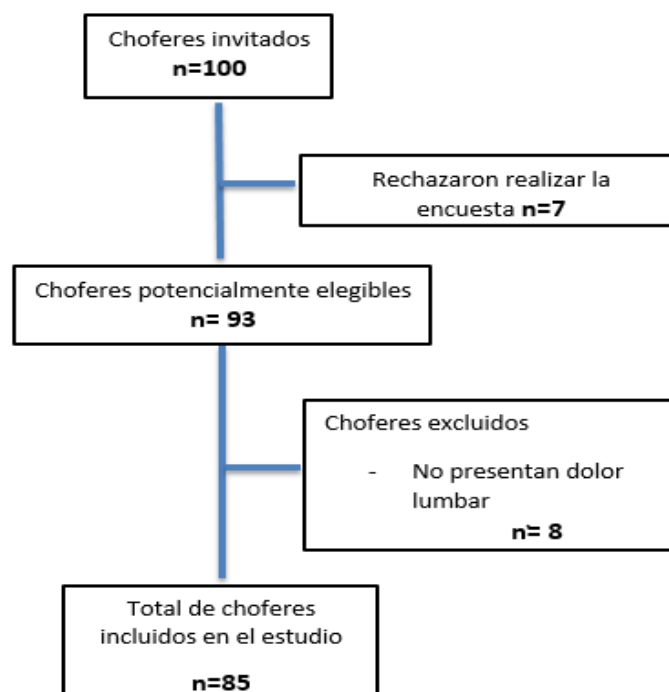 Choferes invitados
n=100
Rechazaron realizar la
encuesta n=7
Choferes potencialmente elegibles
n= 93
Choferes excluidos
- No presentan dolor
lumbar
n= 8
Total de choferes
incluidos en el estudio
n=85